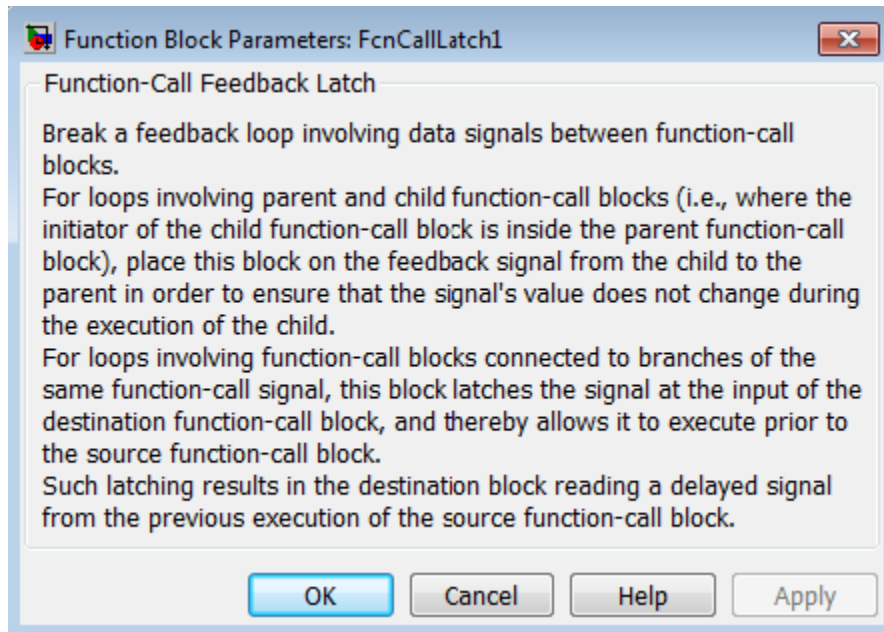 Function Block Parameters: FcnCallLatch1
Function-Call Feedback Latch
Break a feedback loop involving data signals between function-call
blocks.
For loops involving parent and child function-call blocks (i.e., where the
initiator of the child function-call block is inside the parent function-call
block), place this block on the feedback signal from the child to the
parent in order to ensure that the signal's value does not change during
the execution of the child.
For loops involving function-call blocks connected to branches of the
same function-call signal, this block latches the signal at the input of the
destination function-call block, and thereby allows it to execute prior to
the source function-call block.
Such latching results in the destination block reading a delayed signal
from the previous execution of the source function-call block.
OK Cancel Help Apply